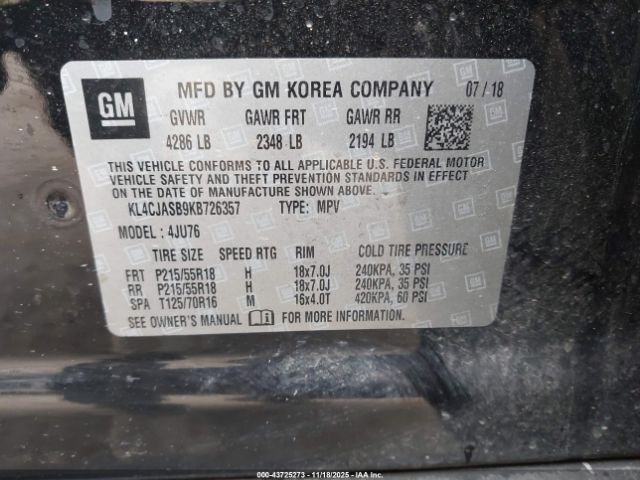 GM MFD BY GM KOREA COMPANY 07 / 18
GVWR GAWR FRT GAWR RR
4286 LB 2348 LB 2194 LB
THIS VEHICLE CONFORMS TO ALL APPLICABLE U.S. FEDERAL MOTOR
VEHICLE SAFETY AND THEFT PREVENTION STANDARDS IN EFFECT
ON THE DATE OF MANUFACTURE SHOWN ABOVE.
KL4CJASB9KB726357 TYPE: MPV
MODEL : 4JU76
TIRE SIZE SPEED RTG RIM COLD TIRE PRESSURE
FRT P215/55R18 H 18x7.0J 240KPA, 35 PSI
RR P215/55R18 H 18x7.0J 240KPA, 35 PSI
SPA T125/70R16 M 16x4.0T 420KPA, 60 PSI
SEE OWNER'S MANUAL FOR MORE INFORMATION.
00-43725273 - 11/18/2025 - IAAI.COM